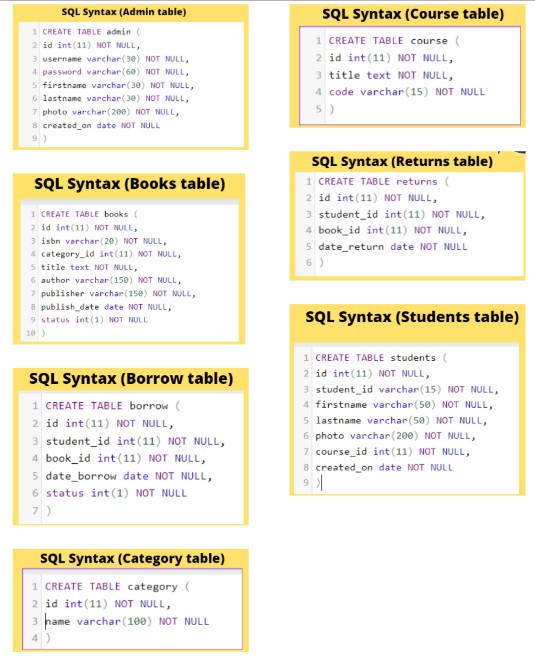 SQL Syntax (Admin table)
1 CREATE TABLE admin (
2 id int(11) NOT NULL,
3 username varchar(30) NOT NULL,
4 password varchar(60) NOT NULL,
5 firstname varchar(30) NOT NULL,
6 lastname varchar(30) NOT NULL,
7 photo varchar(200) NOT NULL,
8 created_on date NOT NULL
9 )
SQL Syntax (Books table)
1 CREATE TABLE books (
2 id int(11) NOT NULL,
3 isbn varchar(20) NOT NULL,
4 category_id int(11) NOT NULL,
5 title text NOT NULL,
6 author varchar(150) NOT NULL,
7 publisher varchar(150) NOT NULL,
8 publish_date date NOT NULL,
9 status int(1) NOT NULL
10 )
SQL Syntax (Borrow table)
1 CREATE TABLE borrow (
2 id int(11) NOT NULL,
3 student_id int(11) NOT NULL,
4 book_id int(11) NOT NULL,
5 date_borrow date NOT NULL,
6 status int(1) NOT NULL
7 )
SQL Syntax (Category table)
1 CREATE TABLE category (
2 id int(11) NOT NULL,
3 name varchar(100) NOT NULL
4 )
SQL Syntax (Course table)
1 CREATE TABLE course (
2 id int(11) NOT NULL,
3 title text NOT NULL,
4 code varchar(15) NOT NULL
5 )
SQL Syntax (Returns table)
1 CREATE TABLE returns (
2 id int(11) NOT NULL,
3 student_id int(11) NOT NULL,
4 book_id int(11) NOT NULL,
5 date_return date NOT NULL
6 )
SQL Syntax (Students table)
1 CREATE TABLE students (
2 id int(11) NOT NULL,
3 student_id varchar(15) NOT NULL,
4 firstname varchar(50) NOT NULL,
5 lastname varchar(50) NOT NULL,
6 photo varchar(200) NOT NULL,
7 course_id int(11) NOT NULL,
8 created_on date NOT NULL
9 )